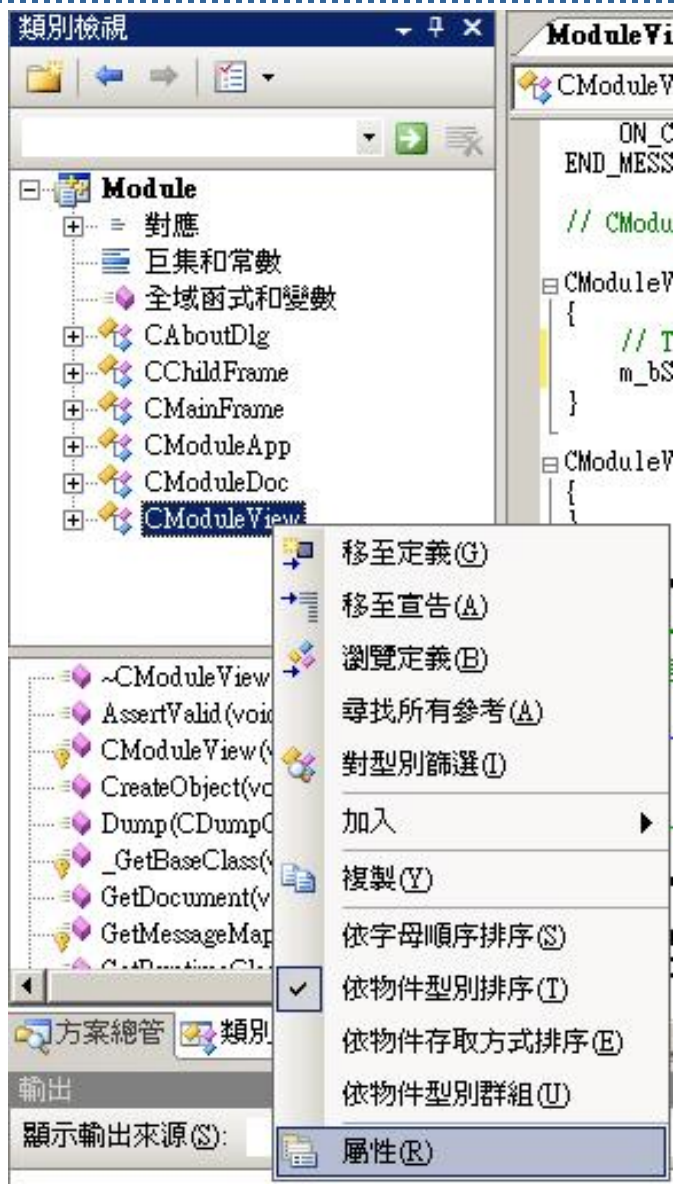 類別檢視
Module
對應
巨集和常數
全域函式和變數
CAboutDlg
CChildFrame
CMainFrame
CModuleApp
CModuleDoc
CModuleView
移至定義(G)
移至宣告(A)
瀏覽定義(B)
尋找所有參考(A)
對型別篩選(I)
加入
複製(Y)
依字母順序排序(S)
依物件型別排序(T)
依物件存取方式排序(E)
依物件型別群組(U)
屬性(R)
~CModuleView
AssertValid(void
CModuleView(v
CreateObject(vo
Dump(CDumpC
_GetBaseClass(v
GetDocument(v
GetMessageMap
方案總管
類別
輸出
顯示輸出來源(S):
ModuleVi
CModuleV
ON_C
END_MESS
// CModu
CModuleV
{
// T
m_bS
}
CModuleV
{